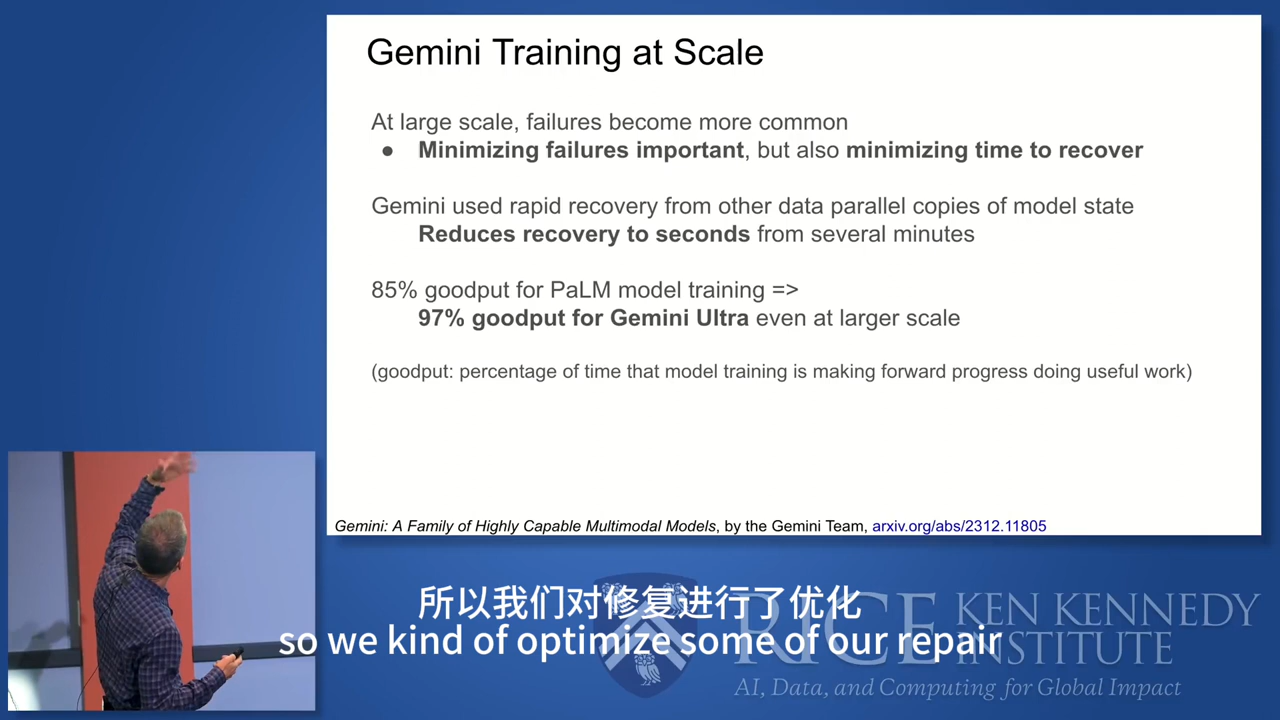 Gemini Training at Scale
At large scale, failures become more common
● Minimizing failures important, but also minimizing time to recover
Gemini used rapid recovery from other data parallel copies of model state
Reduces recovery to seconds from several minutes
85% goodput for PaLM model training =>
97% goodput for Gemini Ultra even at larger scale
(goodput: percentage of time that model training is making forward progress doing useful work)
Gemini: A Family of Highly Capable Multimodal Models, by the Gemini Team, arxiv.org/abs/2312.11805
所以我们对修复进行了优化
so we kind of optimize some of our repair
RICE KEN KENNEDY
INSTITUTE
AI, Data, and Computing for Global Impact